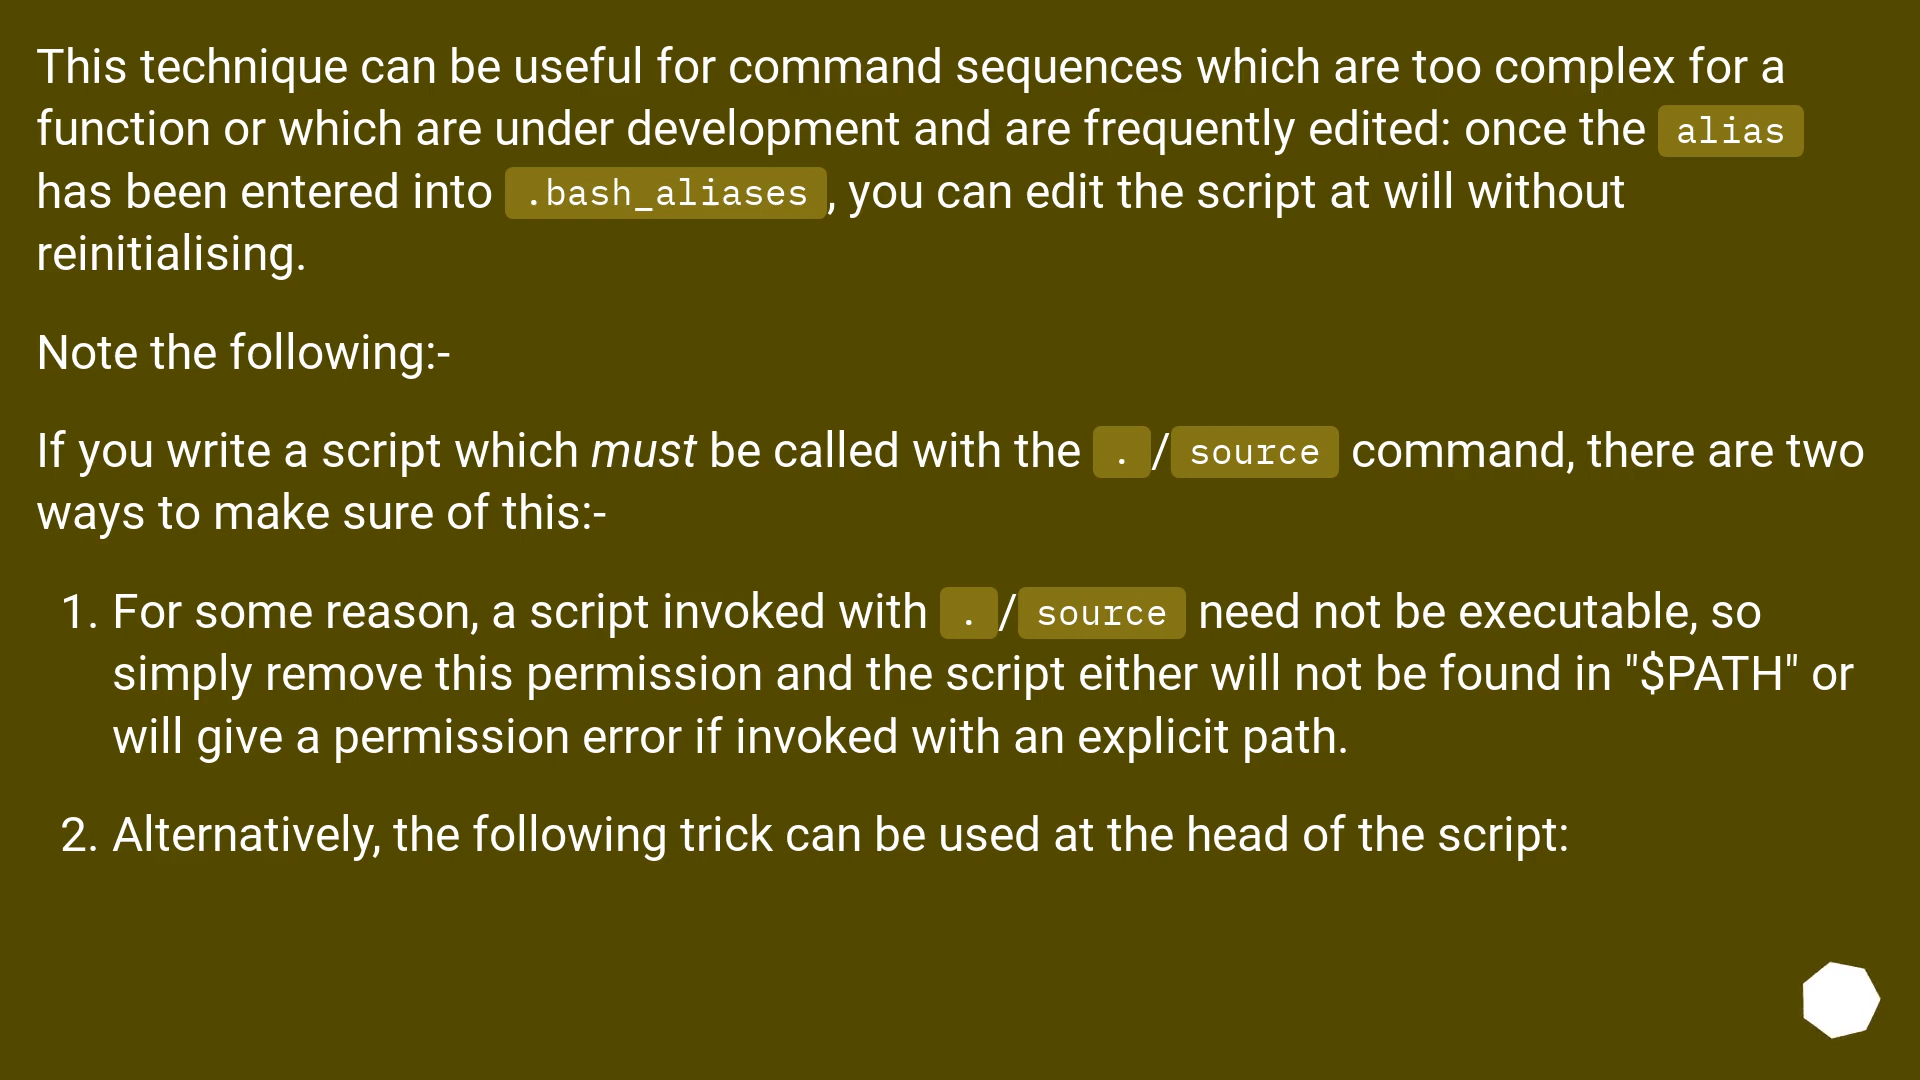 This technique can be useful for command sequences which are too complex for a
function or which are under development and are frequently edited: once the alias
has been entered into .bash_aliases, you can edit the script at will without
reinitialising.
Note the following:-
If you write a script which must be called with the ./source command, there are two
ways to make sure of this:-
1. For some reason, a script invoked with ./source need not be executable, so
simply remove this permission and the script either will not be found in "$PATH" or
will give a permission error if invoked with an explicit path.
2. Alternatively, the following trick can be used at the head of the script: